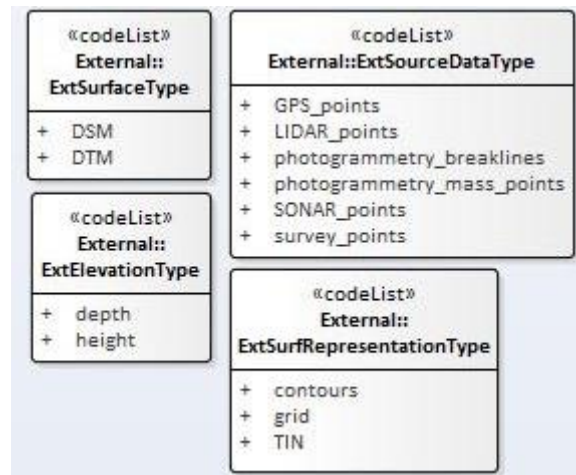 «codeList»
External::
ExtSurfaceType
+ DSM
+ DTM
«codeList»
External::ExtSourceDataType
+ GPS_points
+ LIDAR_points
+ photogrammetry_breaklines
+ photogrammetry_mass_points
+ SONAR_points
+ survey_points
«codeList»
External::
ExtElevationType
+ depth
+ height
«codeList»
External::
ExtSurfRepresentationType
+ contours
+ grid
+ TIN